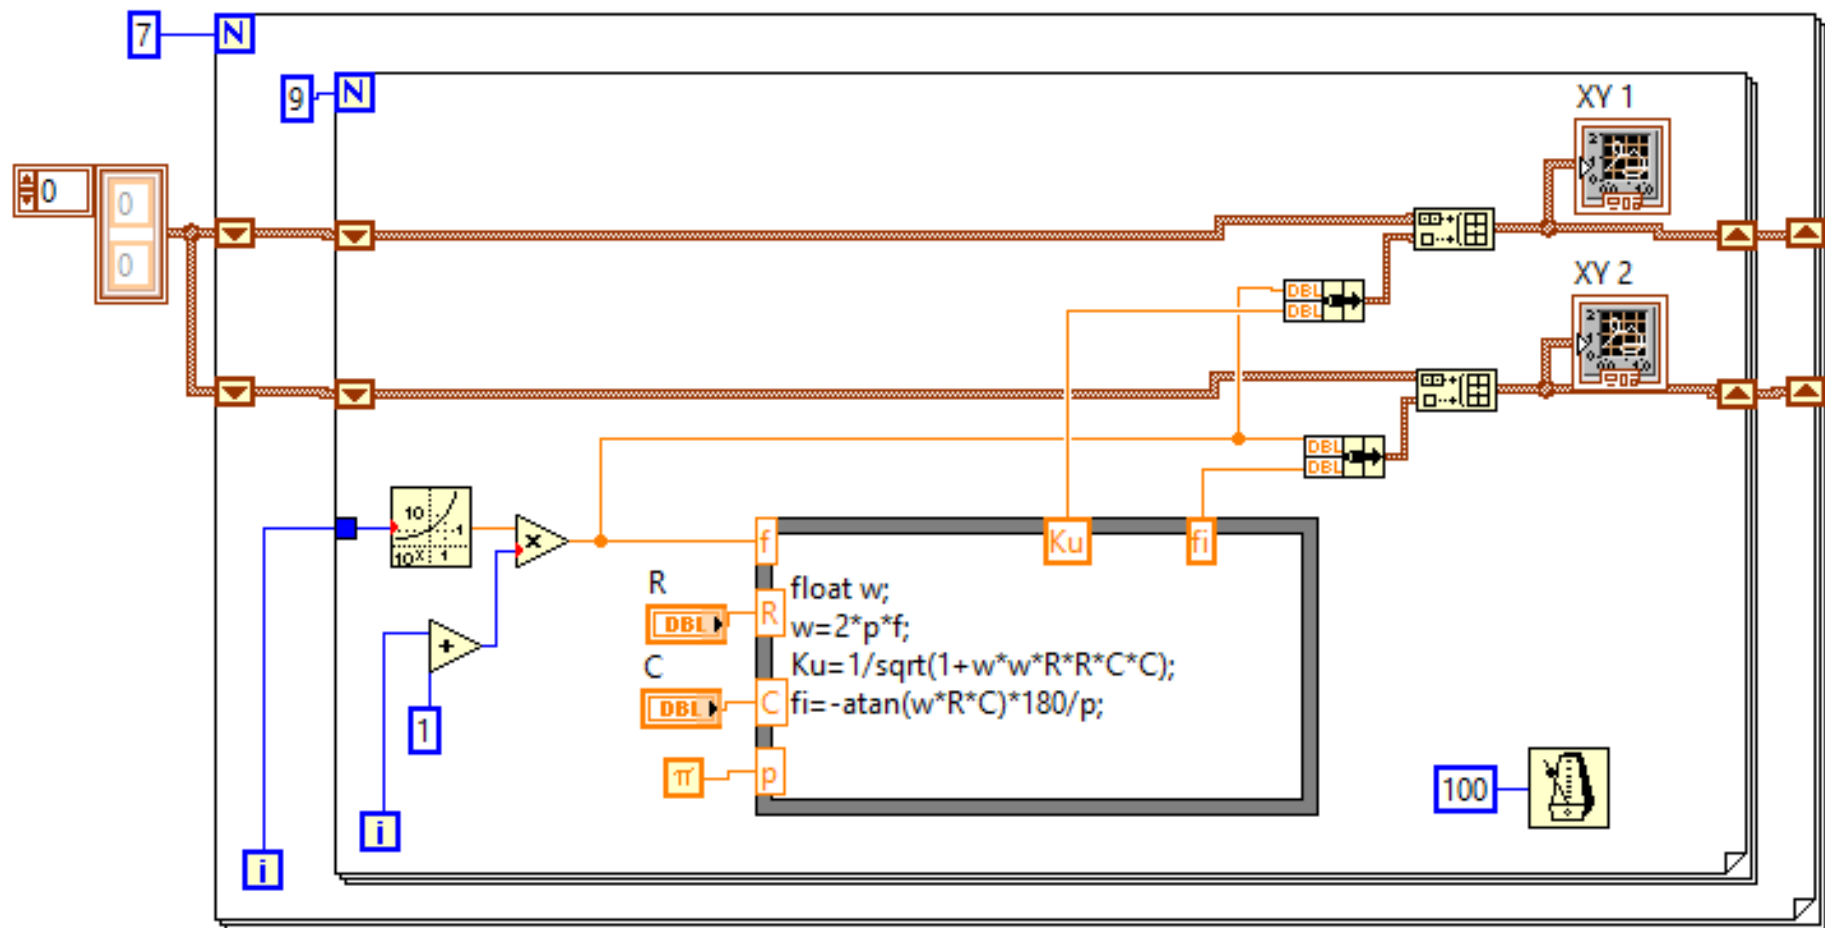 7
N
9
N
XY 1
0
0
0
XY 2
DBL
DBL
DBL
DBL
10
1
10ˣ
1
×
f
Ku
fi
R
DBL
R
float w;
w=2*p*f;
+
C
Ku=1/sqrt(1+w*w*R*R*C*C);
DBL
C
fi=-atan(w*R*C)*180/p;
1
π
p
100
i
i